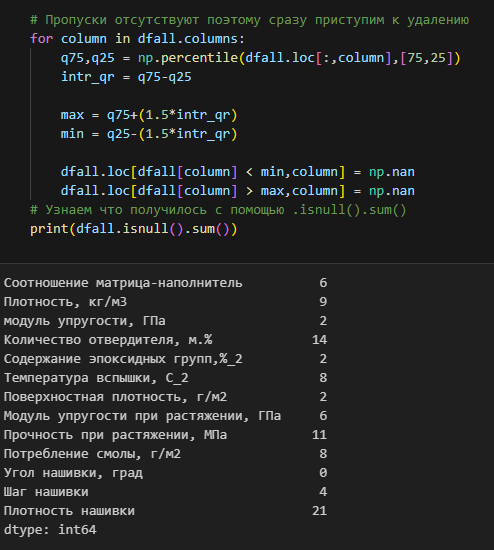 # Пропуски отсутствуют поэтому сразу приступим к удалению
for column in dfall.columns:
    q75,q25 = np.percentile(dfall.loc[:,column],[75,25])
    intr_qr = q75-q25

    max = q75+(1.5*intr_qr)
    min = q25-(1.5*intr_qr)

    dfall.loc[dfall[column] < min,column] = np.nan
    dfall.loc[dfall[column] > max,column] = np.nan
# Узнаем что получилось с помощью .isnull().sum()
print(dfall.isnull().sum())
Соотношение матрица-наполнитель 6
Плотность, кг/м3 9
модуль упругости, ГПа 2
Количество отвердителя, м.% 14
Содержание эпоксидных групп,%_2 2
Температура вспышки, С_2 8
Поверхностная плотность, г/м2 2
Модуль упругости при растяжении, ГПа 6
Прочность при растяжении, МПа 11
Потребление смолы, г/м2 8
Угол нашивки, град 0
Шаг нашивки 4
Плотность нашивки 21
dtype: int64